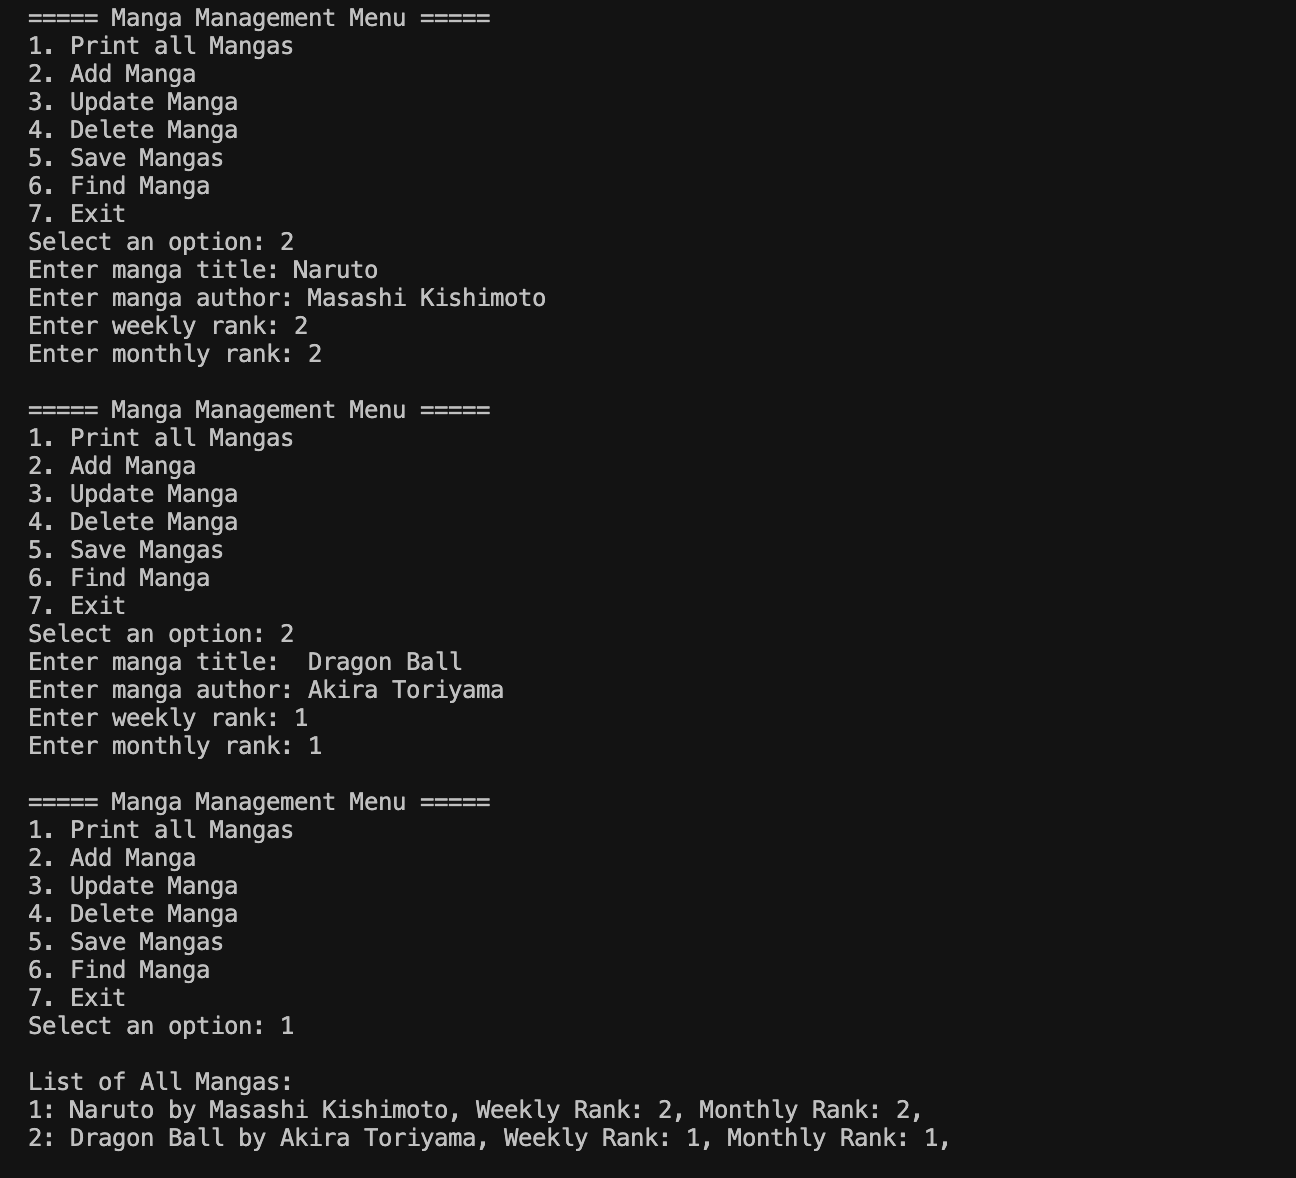 ===== Manga Management Menu =====
1. Print all Mangas
2. Add Manga
3. Update Manga
4. Delete Manga
5. Save Mangas
6. Find Manga
7. Exit
Select an option: 2
Enter manga title: Naruto
Enter manga author: Masashi Kishimoto
Enter weekly rank: 2
Enter monthly rank: 2

===== Manga Management Menu =====
1. Print all Mangas
2. Add Manga
3. Update Manga
4. Delete Manga
5. Save Mangas
6. Find Manga
7. Exit
Select an option: 2
Enter manga title:  Dragon Ball
Enter manga author: Akira Toriyama
Enter weekly rank: 1
Enter monthly rank: 1

===== Manga Management Menu =====
1. Print all Mangas
2. Add Manga
3. Update Manga
4. Delete Manga
5. Save Mangas
6. Find Manga
7. Exit
Select an option: 1

List of All Mangas:
1: Naruto by Masashi Kishimoto, Weekly Rank: 2, Monthly Rank: 2,
2: Dragon Ball by Akira Toriyama, Weekly Rank: 1, Monthly Rank: 1,